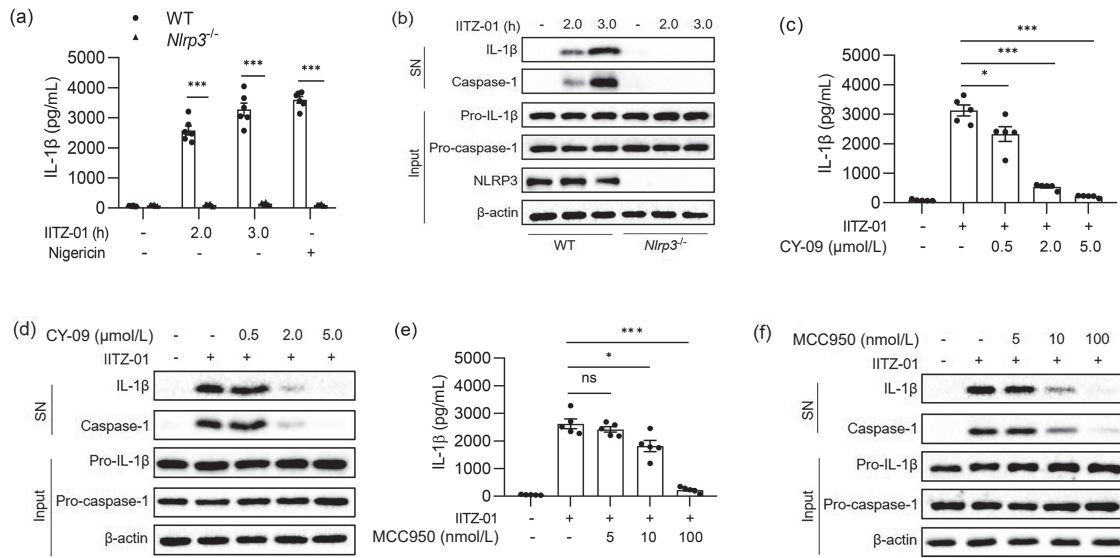 (a)
● WT
▲ Nlrp3-/-
IL-1β (pg/mL)
5000
4000
3000
2000
1000
0
*** *** ***
IITZ-01 (h) - 2.0 3.0 -
Nigericin - - - +
(b)
IITZ-01 (h) - 2.0 3.0 - 2.0 3.0
SN
IL-1β
Caspase-1
Input
Pro-IL-1β
Pro-caspase-1
NLRP3
β-actin
WT Nlrp3-/-
(c)
***
***
*
IL-1β (pg/mL)
5000
4000
3000
2000
1000
0
IITZ-01 - + + + +
CY-09 (μmol/L) - - 0.5 2.0 5.0
(d)
CY-09 (μmol/L) - - 0.5 2.0 5.0
IITZ-01 - + + + +
SN
IL-1β
Caspase-1
Input
Pro-IL-1β
Pro-caspase-1
β-actin
(e)
***
*
ns
IL-1β (pg/mL)
5000
4000
3000
2000
1000
0
IITZ-01 - + + + +
MCC950 (nmol/L) - - 5 10 100
(f)
MCC950 (nmol/L) - - 5 10 100
IITZ-01 - + + + +
SN
IL-1β
Caspase-1
Input
Pro-IL-1β
Pro-caspase-1
β-actin